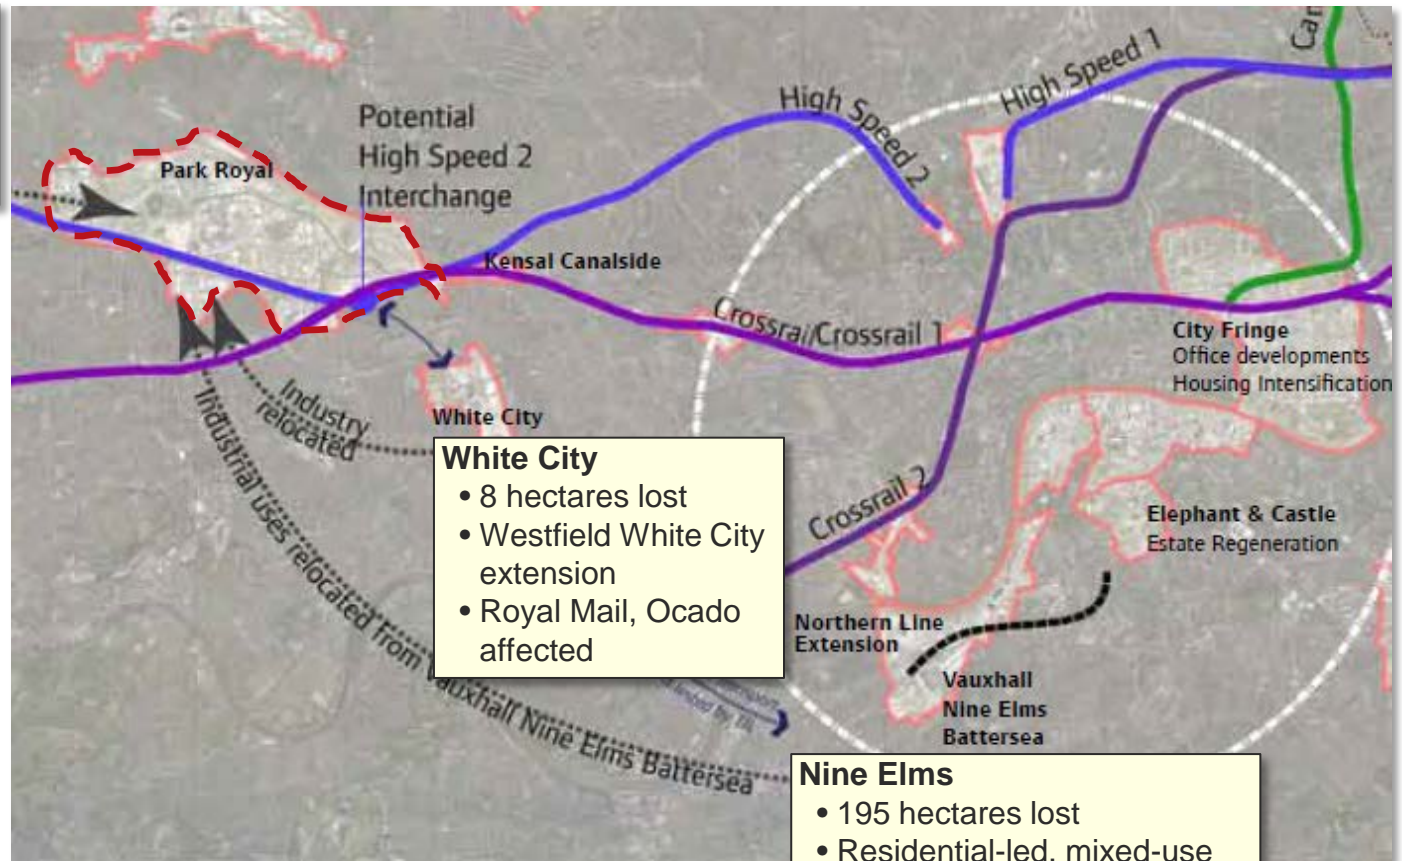 Can
High Speed 1
High Speed 2
Potential
High Speed 2
Interchange
Park Royal
Kensal Canalside
Crossrail/Crossrail 1
City Fringe
Office developments
Housing Intensification
Industry
relocated
White City
White City
• 8 hectares lost
• Westfield White City
extension
• Royal Mail, Ocado
affected
Crossrail 2
Elephant & Castle
Estate Regeneration
Northern Line
Extension
Vauxhall
Nine Elms
Battersea
Industrial uses relocated from Vauxhall Nine Elms Battersea
by TfL
Nine Elms
• 195 hectares lost
• Residential-led, mixed-use